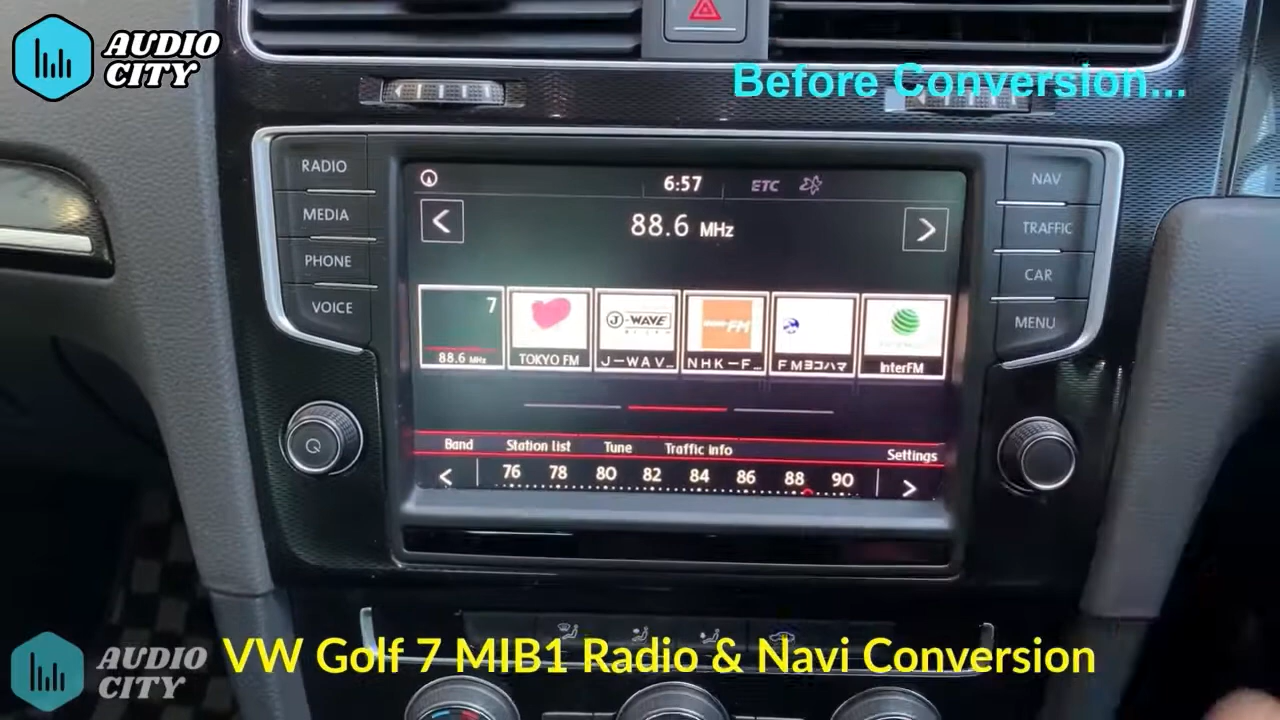 AUDIO
CITY
Before Conversion...
RADIO
MEDIA
PHONE
VOICE
NAV
TRAFFIC
CAR
MENU
6:57
ETC
88.6 MHz
7
88.6 MHz
TOKYO FM
J-WAVE
J-WAV...
FM
NHK-F...
FMヨコハマ
InterFM
Band
Station list
Tune
Traffic info
Settings
76 78 80 82 84 86 88 90
VW Golf 7 MIB1 Radio & Navi Conversion
AUDIO
CITY